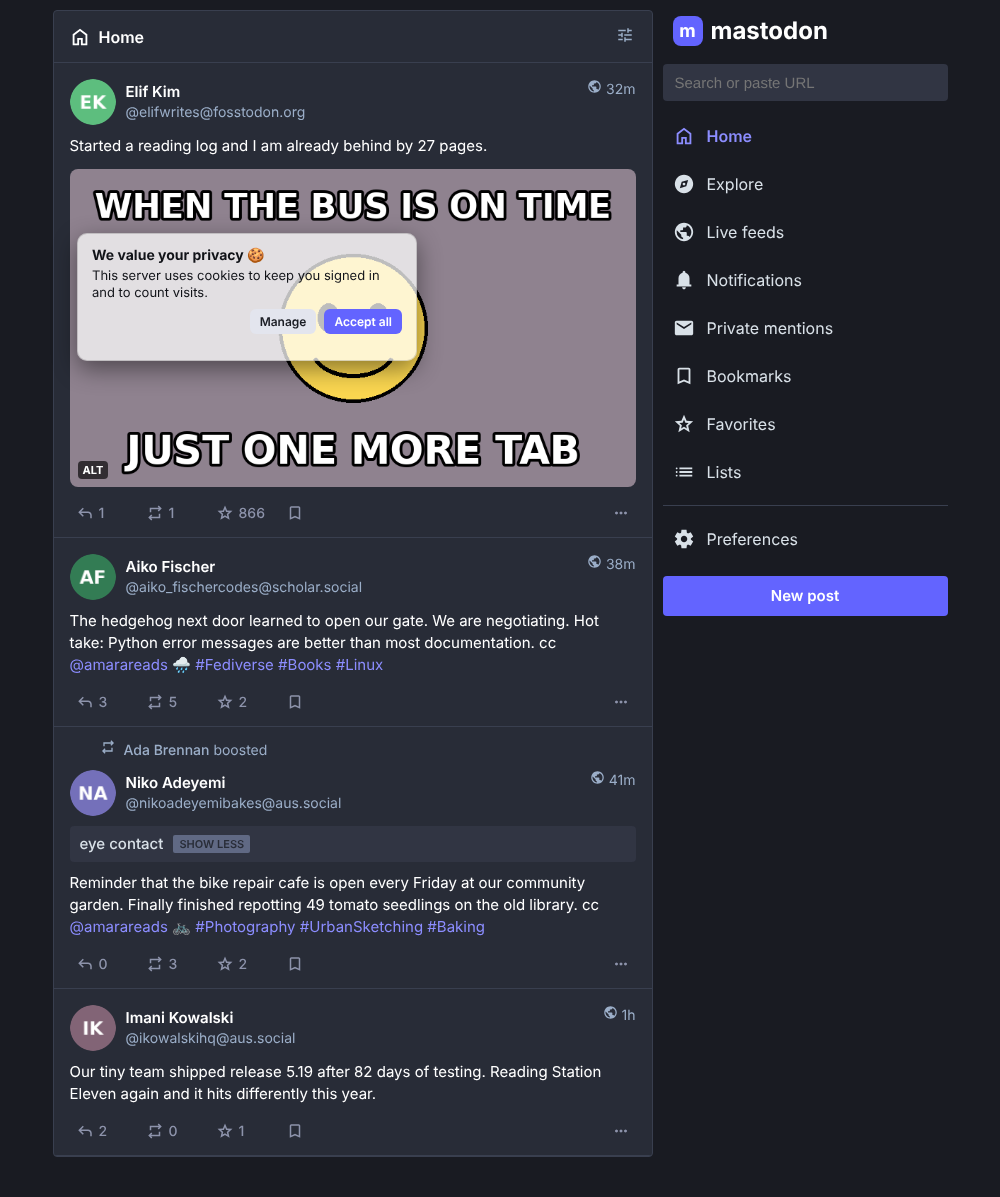 Home
Elif Kim
32m
@elifwrites@fosstodon.org
Started a reading log and I am already behind by 27 pages.
WHEN THE BUS IS ON TIME
We value your privacy 🍪
This server uses cookies to keep you signed in
and to count visits.
Manage
Accept all
JUST ONE MORE TAB
ALT
1
1
866
Aiko Fischer
38m
@aiko_fischercodes@scholar.social
The hedgehog next door learned to open our gate. We are negotiating. Hot
take: Python error messages are better than most documentation. cc
@amarareads 🌧️ #Fediverse #Books #Linux
3
5
2
Ada Brennan boosted
Niko Adeyemi
41m
@nikoadeyemibakes@aus.social
eye contact SHOW LESS
Reminder that the bike repair cafe is open every Friday at our community
garden. Finally finished repotting 49 tomato seedlings on the old library. cc
@amarareads 🚲 #Photography #UrbanSketching #Baking
0
3
2
Imani Kowalski
1h
@ikowalskihq@aus.social
Our tiny team shipped release 5.19 after 82 days of testing. Reading Station
Eleven again and it hits differently this year.
2
0
1
EK
AF
NA
IK
m mastodon
Search or paste URL
Home
Explore
Live feeds
Notifications
Private mentions
Bookmarks
Favorites
Lists
Preferences
New post